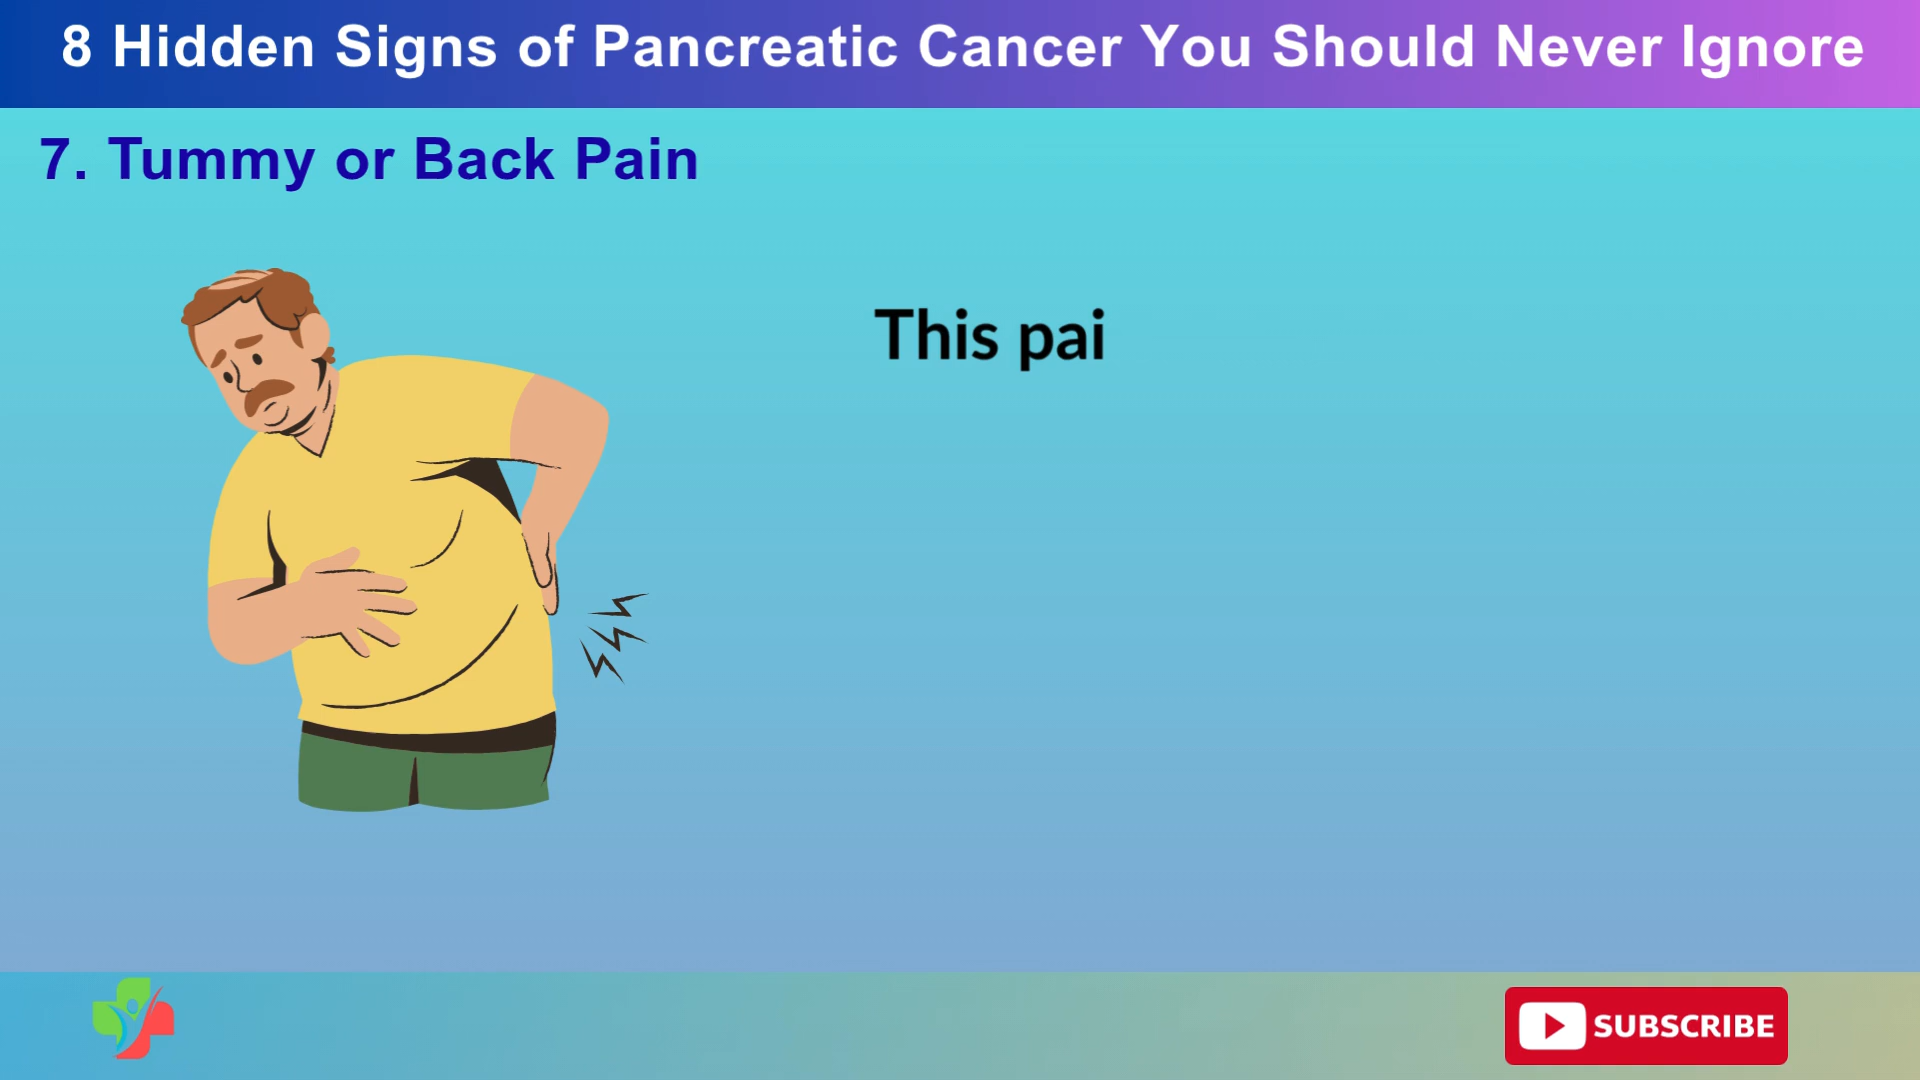 8 Hidden Signs of Pancreatic Cancer You Should Never Ignore
7. Tummy or Back Pain
This pai
SUBSCRIBE